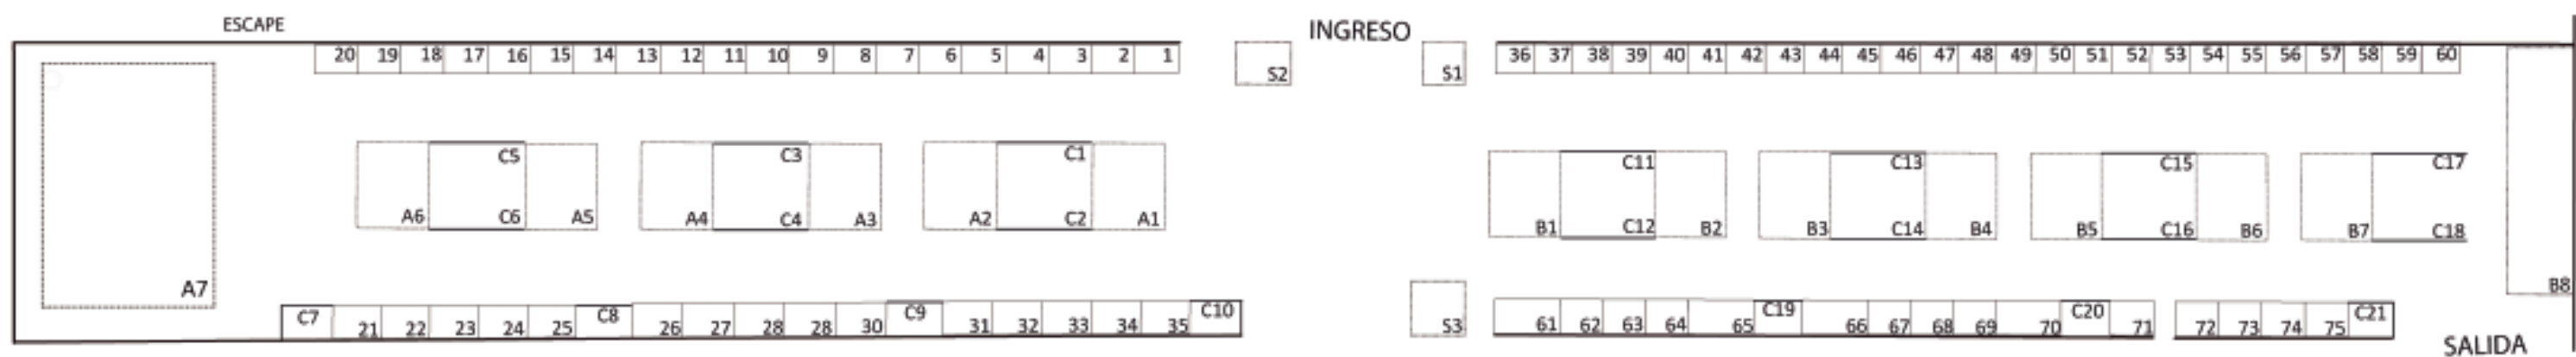 ESCAPE INGRESO
20 19 18 17 16 15 14 13 12 11 10 9 8 7 6 5 4 3 2 1 S2 S1 36 37 38 39 40 41 42 43 44 45 46 47 48 49 50 51 52 53 54 55 56 57 58 59 60
C5 C3 C1 C11 C13 C15 C17
A6 C6 A5 A4 C4 A3 A2 C2 A1 B1 C12 B2 B3 C14 B4 B5 C16 B6 B7 C18
A7 B8
C7 21 22 23 24 25 C8 26 27 28 28 30 C9 31 32 33 34 35 C10 S3 61 62 63 64 65 C19 66 67 68 69 70 C20 71 72 73 74 75 C21
SALIDA